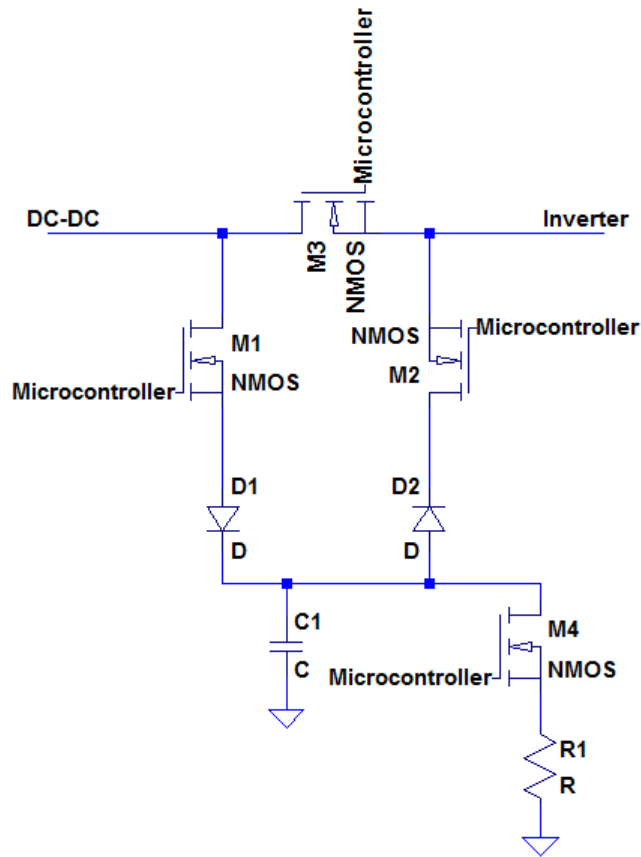 Microcontroller
DC-DC
Inverter
M3
NMOS
M1
NMOS
Microcontroller
NMOS
Microcontroller
M2
D1
D
D2
D
C1
C
M4
NMOS
Microcontroller
R1
R